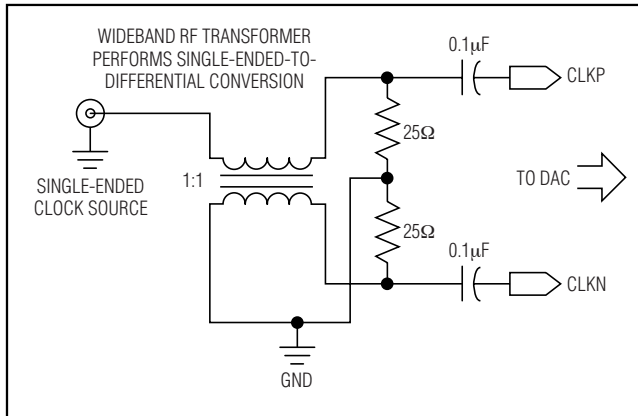 WIDEBAND RF TRANSFORMER
PERFORMS SINGLE-ENDED-TO-
DIFFERENTIAL CONVERSION
0.1μF
CLKP
25Ω
SINGLE-ENDED
CLOCK SOURCE
1:1
TO DAC
25Ω
0.1μF
CLKN
GND